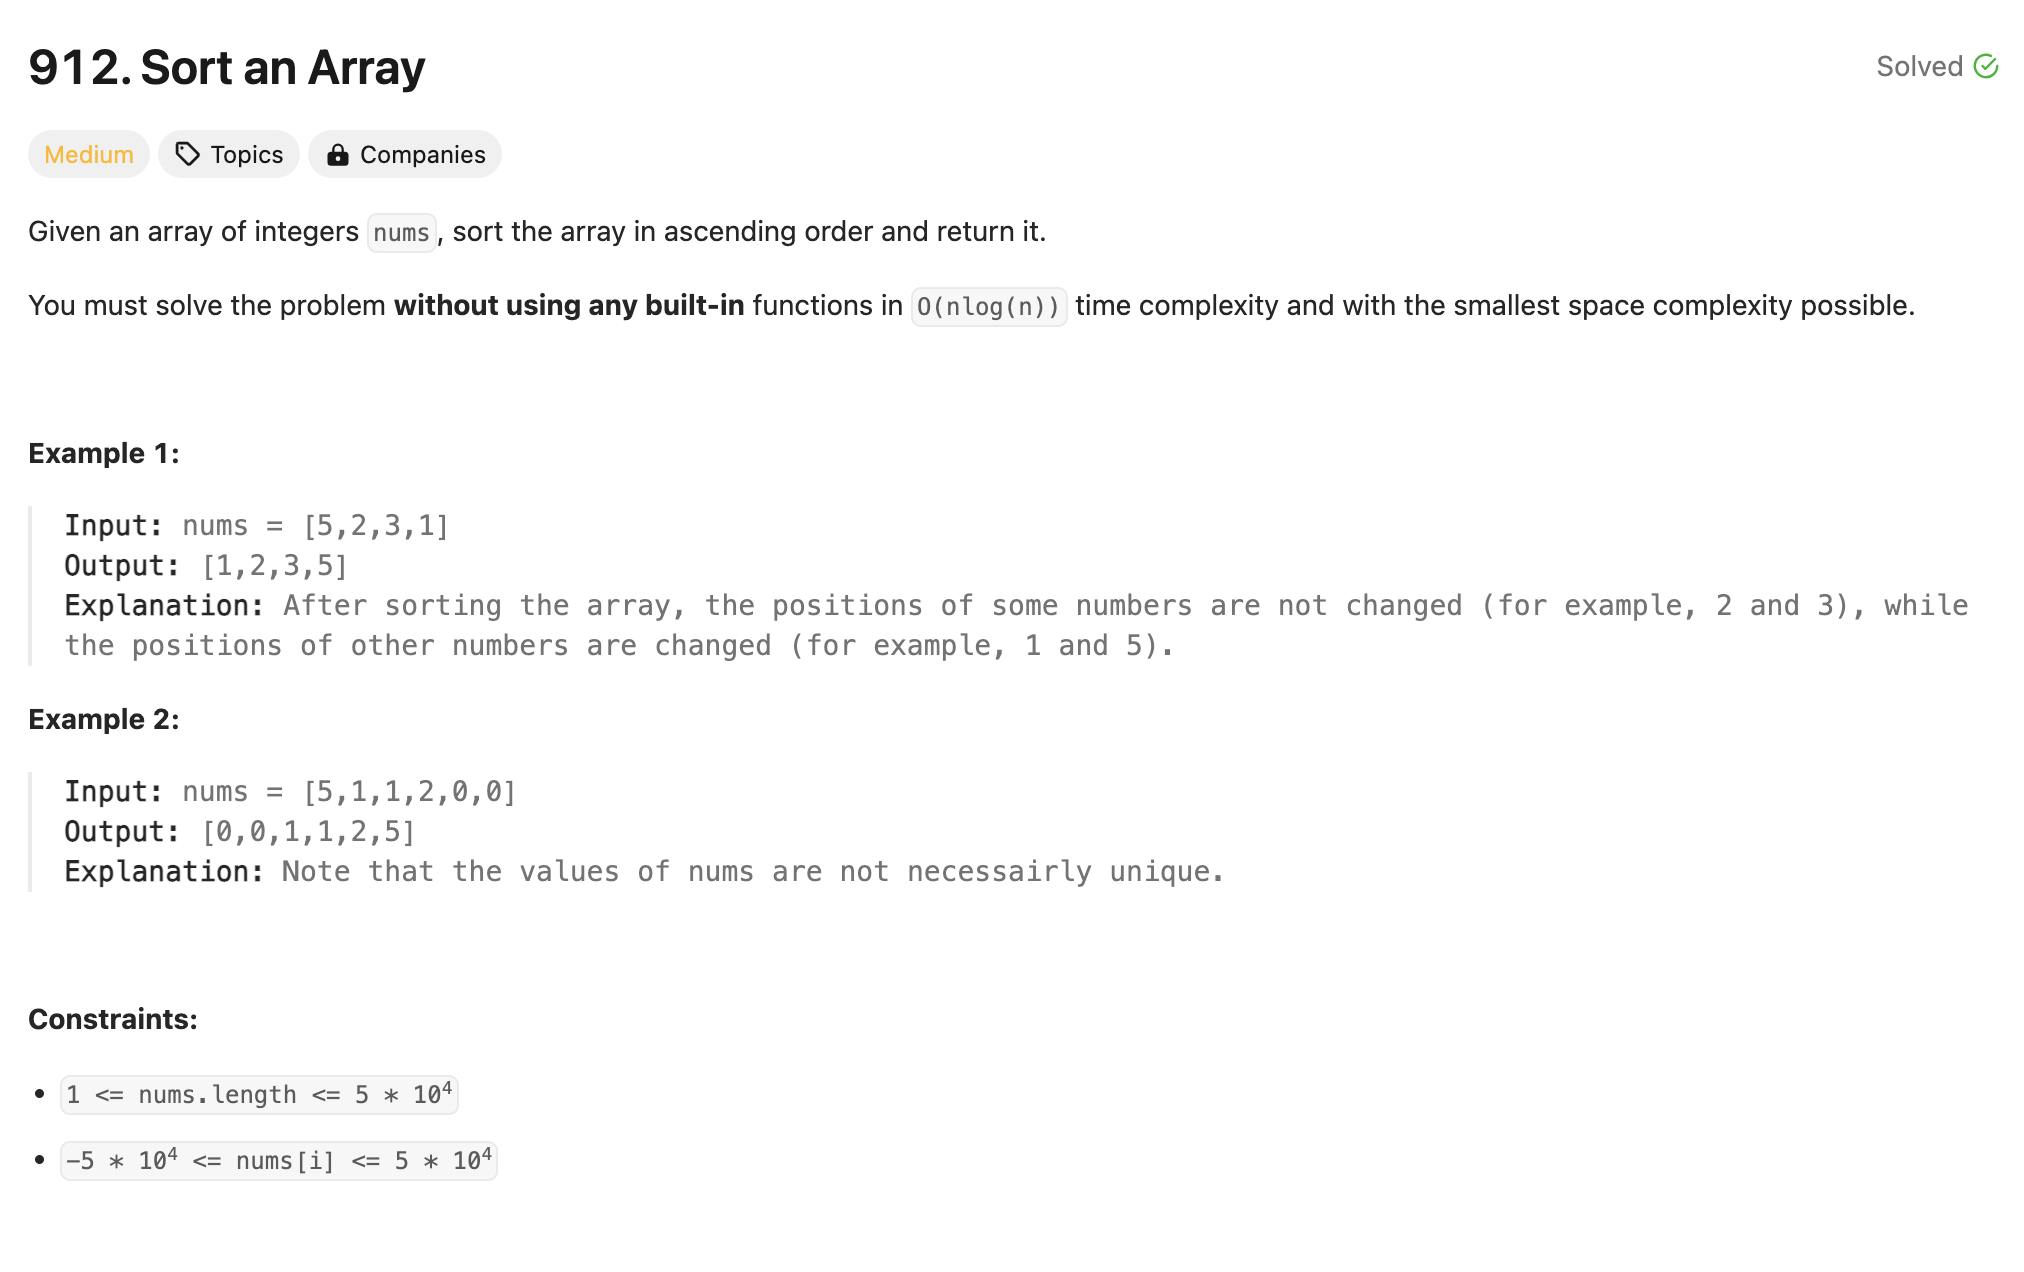 912. Sort an Array
Solved
Medium
Topics
Companies
Given an array of integers nums, sort the array in ascending order and return it.
You must solve the problem without using any built-in functions in O(nlog(n)) time complexity and with the smallest space complexity possible.
Example 1:
Input: nums = [5,2,3,1]
Output: [1,2,3,5]
Explanation: After sorting the array, the positions of some numbers are not changed (for example, 2 and 3), while
the positions of other numbers are changed (for example, 1 and 5).
Example 2:
Input: nums = [5,1,1,2,0,0]
Output: [0,0,1,1,2,5]
Explanation: Note that the values of nums are not necessairly unique.
Constraints:
• 1 <= nums.length <= 5 * 10⁴
• -5 * 10⁴ <= nums[i] <= 5 * 10⁴